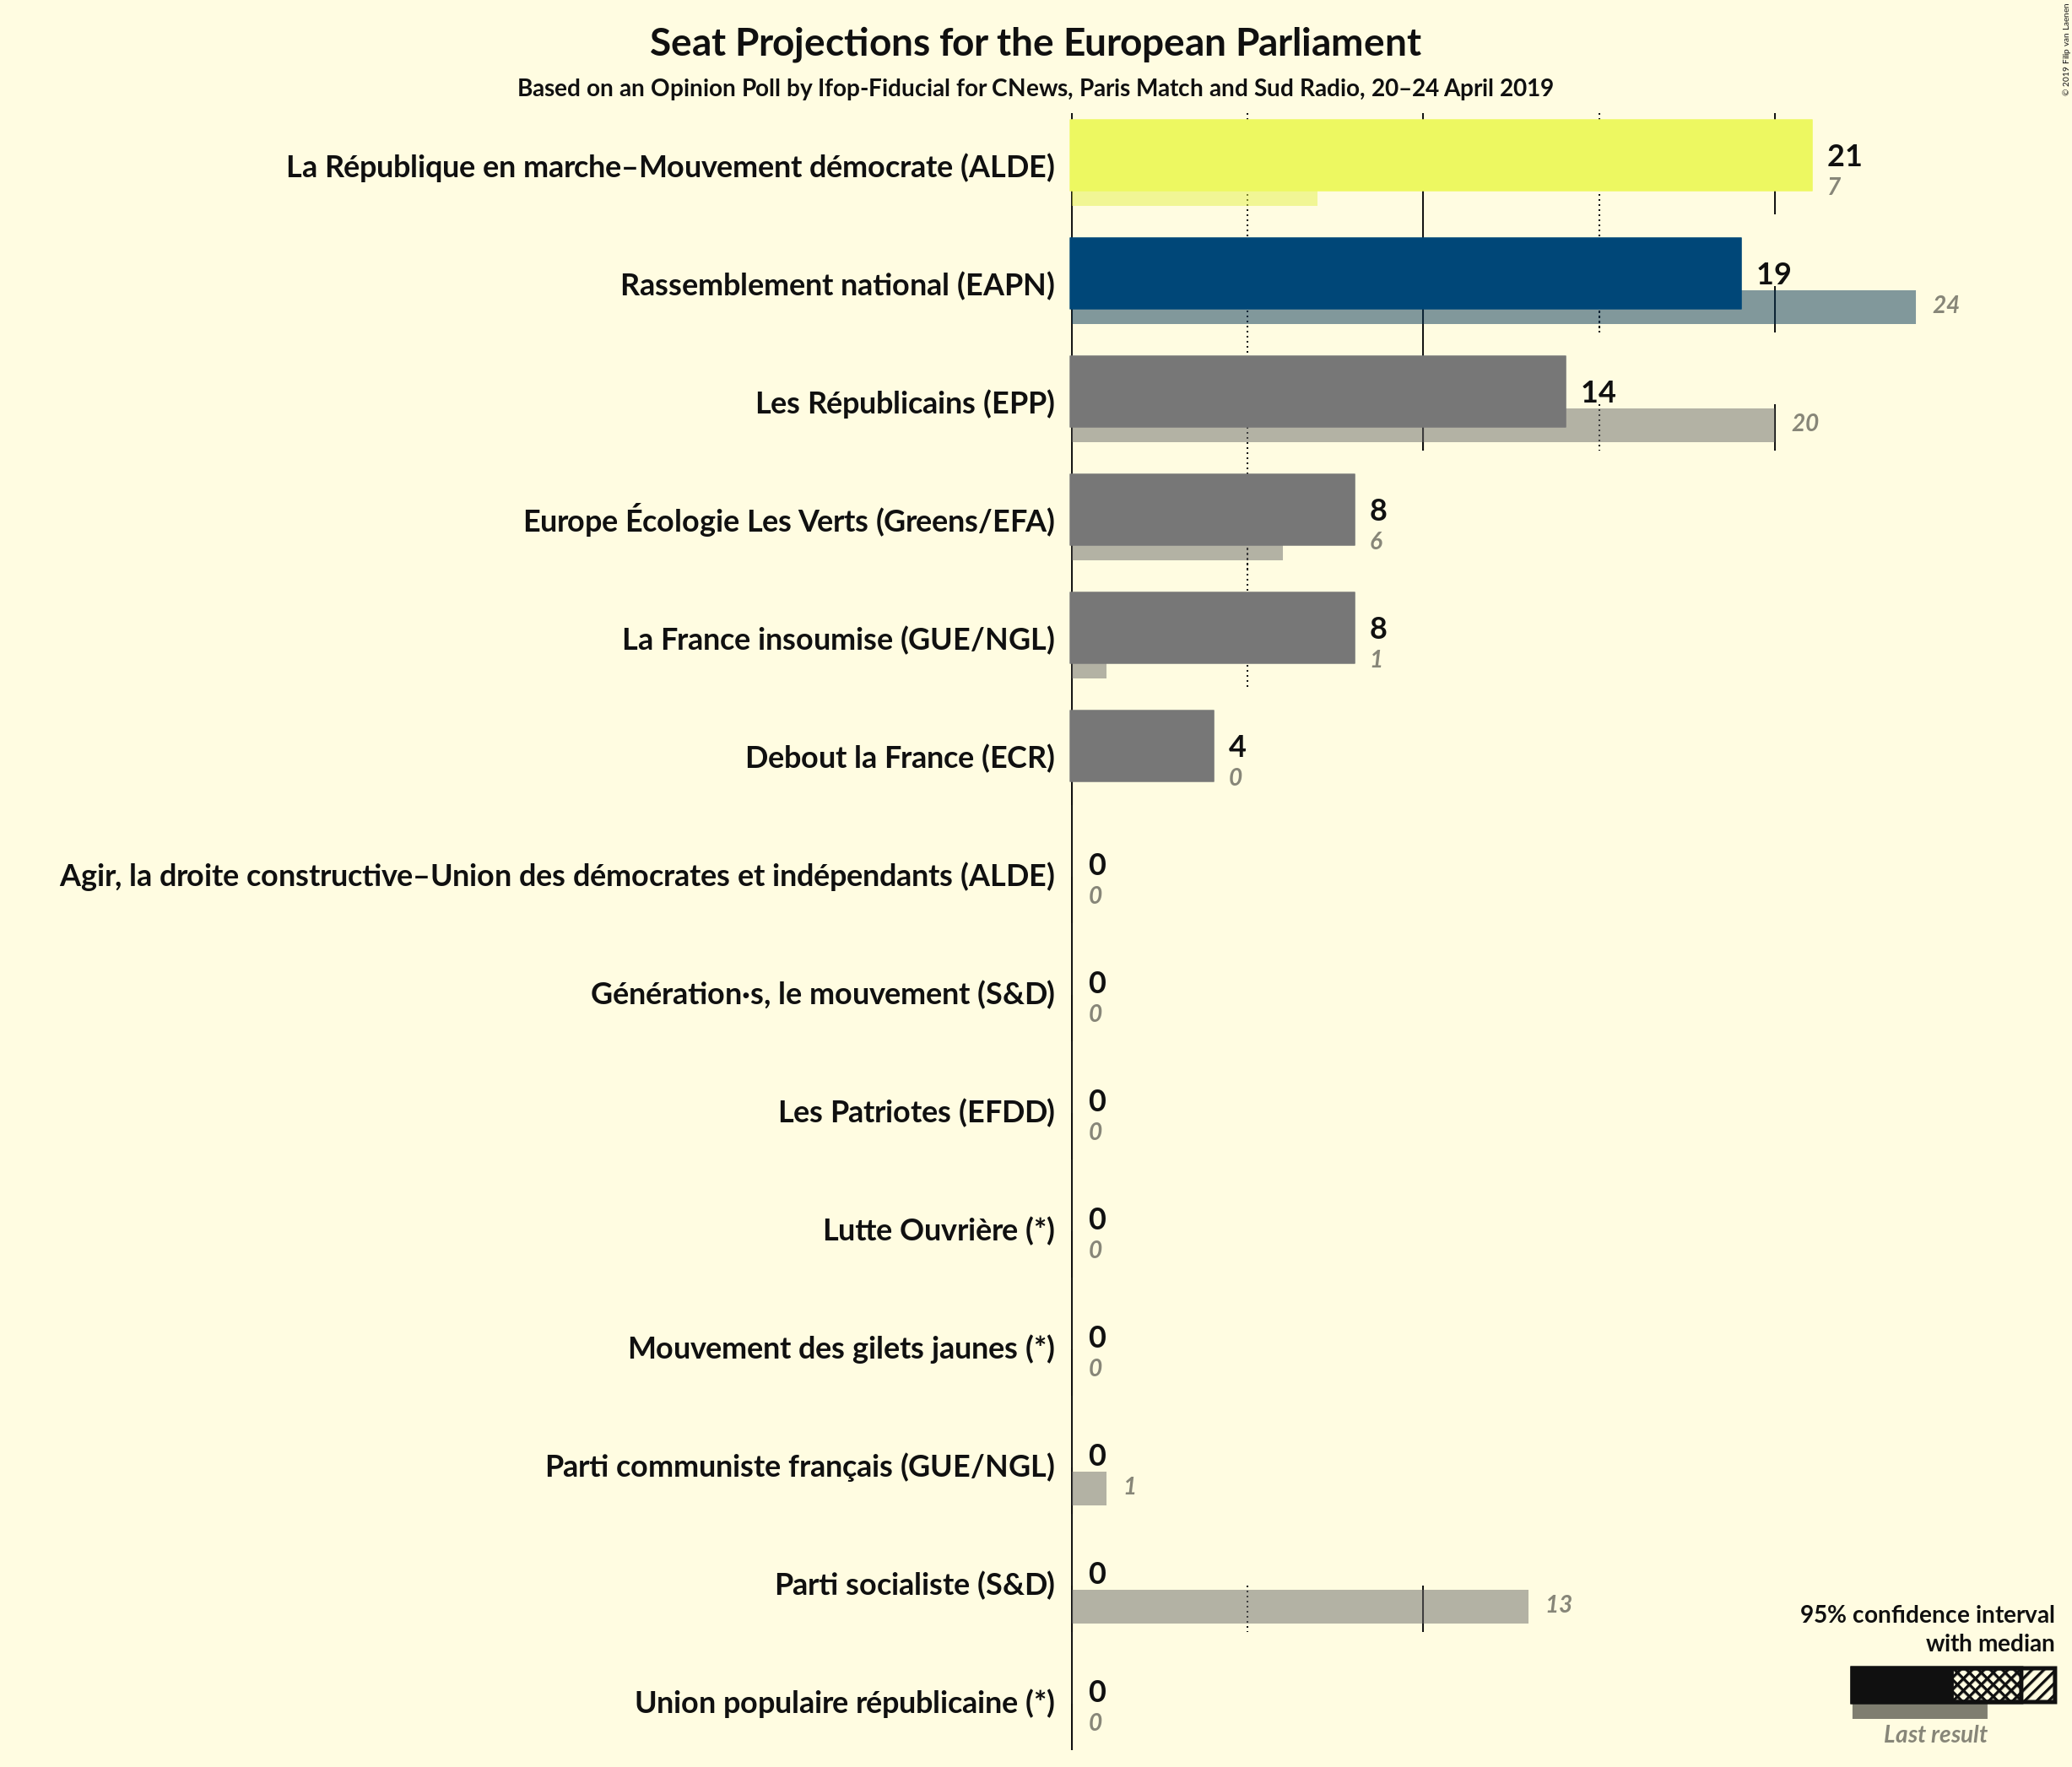 Seat Projections for the European Parliament
Based on an Opinion Poll by Ifop-Fiducial for CNews, Paris Match and Sud Radio, 20–24 April 2019
© 2019 Filip van Laenen
La République en marche–Mouvement démocrate (ALDE)
21
7
Rassemblement national (EAPN)
19
24
Les Républicains (EPP)
14
20
Europe Écologie Les Verts (Greens/EFA)
8
6
La France insoumise (GUE/NGL)
8
1
Debout la France (ECR)
4
0
Agir, la droite constructive–Union des démocrates et indépendants (ALDE)
0
0
Génération·s, le mouvement (S&D)
0
0
Les Patriotes (EFDD)
0
0
Lutte Ouvrière (*)
0
0
Mouvement des gilets jaunes (*)
0
0
Parti communiste français (GUE/NGL)
0
1
Parti socialiste (S&D)
0
13
Union populaire républicaine (*)
0
0
95% confidence interval
with median
Last result